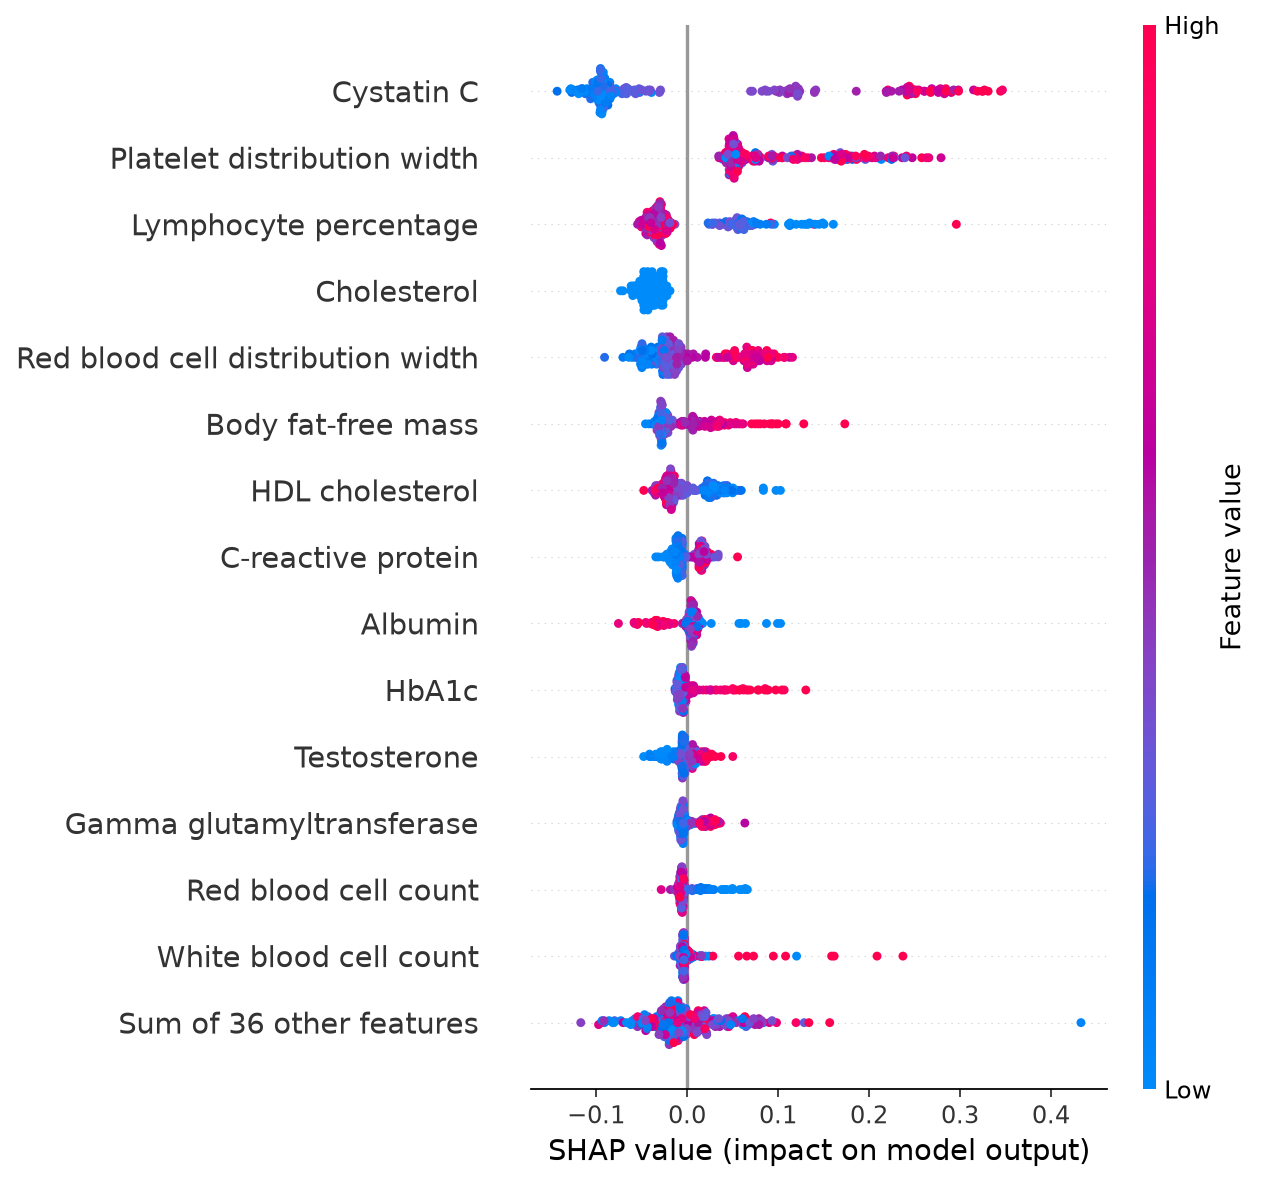 High
Cystatin C
Platelet distribution width
Lymphocyte percentage
Cholesterol
Red blood cell distribution width
Body fat-free mass
HDL cholesterol
C-reactive protein
Albumin
HbA1c
Testosterone
Gamma glutamyltransferase
Red blood cell count
White blood cell count
Sum of 36 other features
Feature value
Low
−0.1 0.0 0.1 0.2 0.3 0.4
SHAP value (impact on model output)